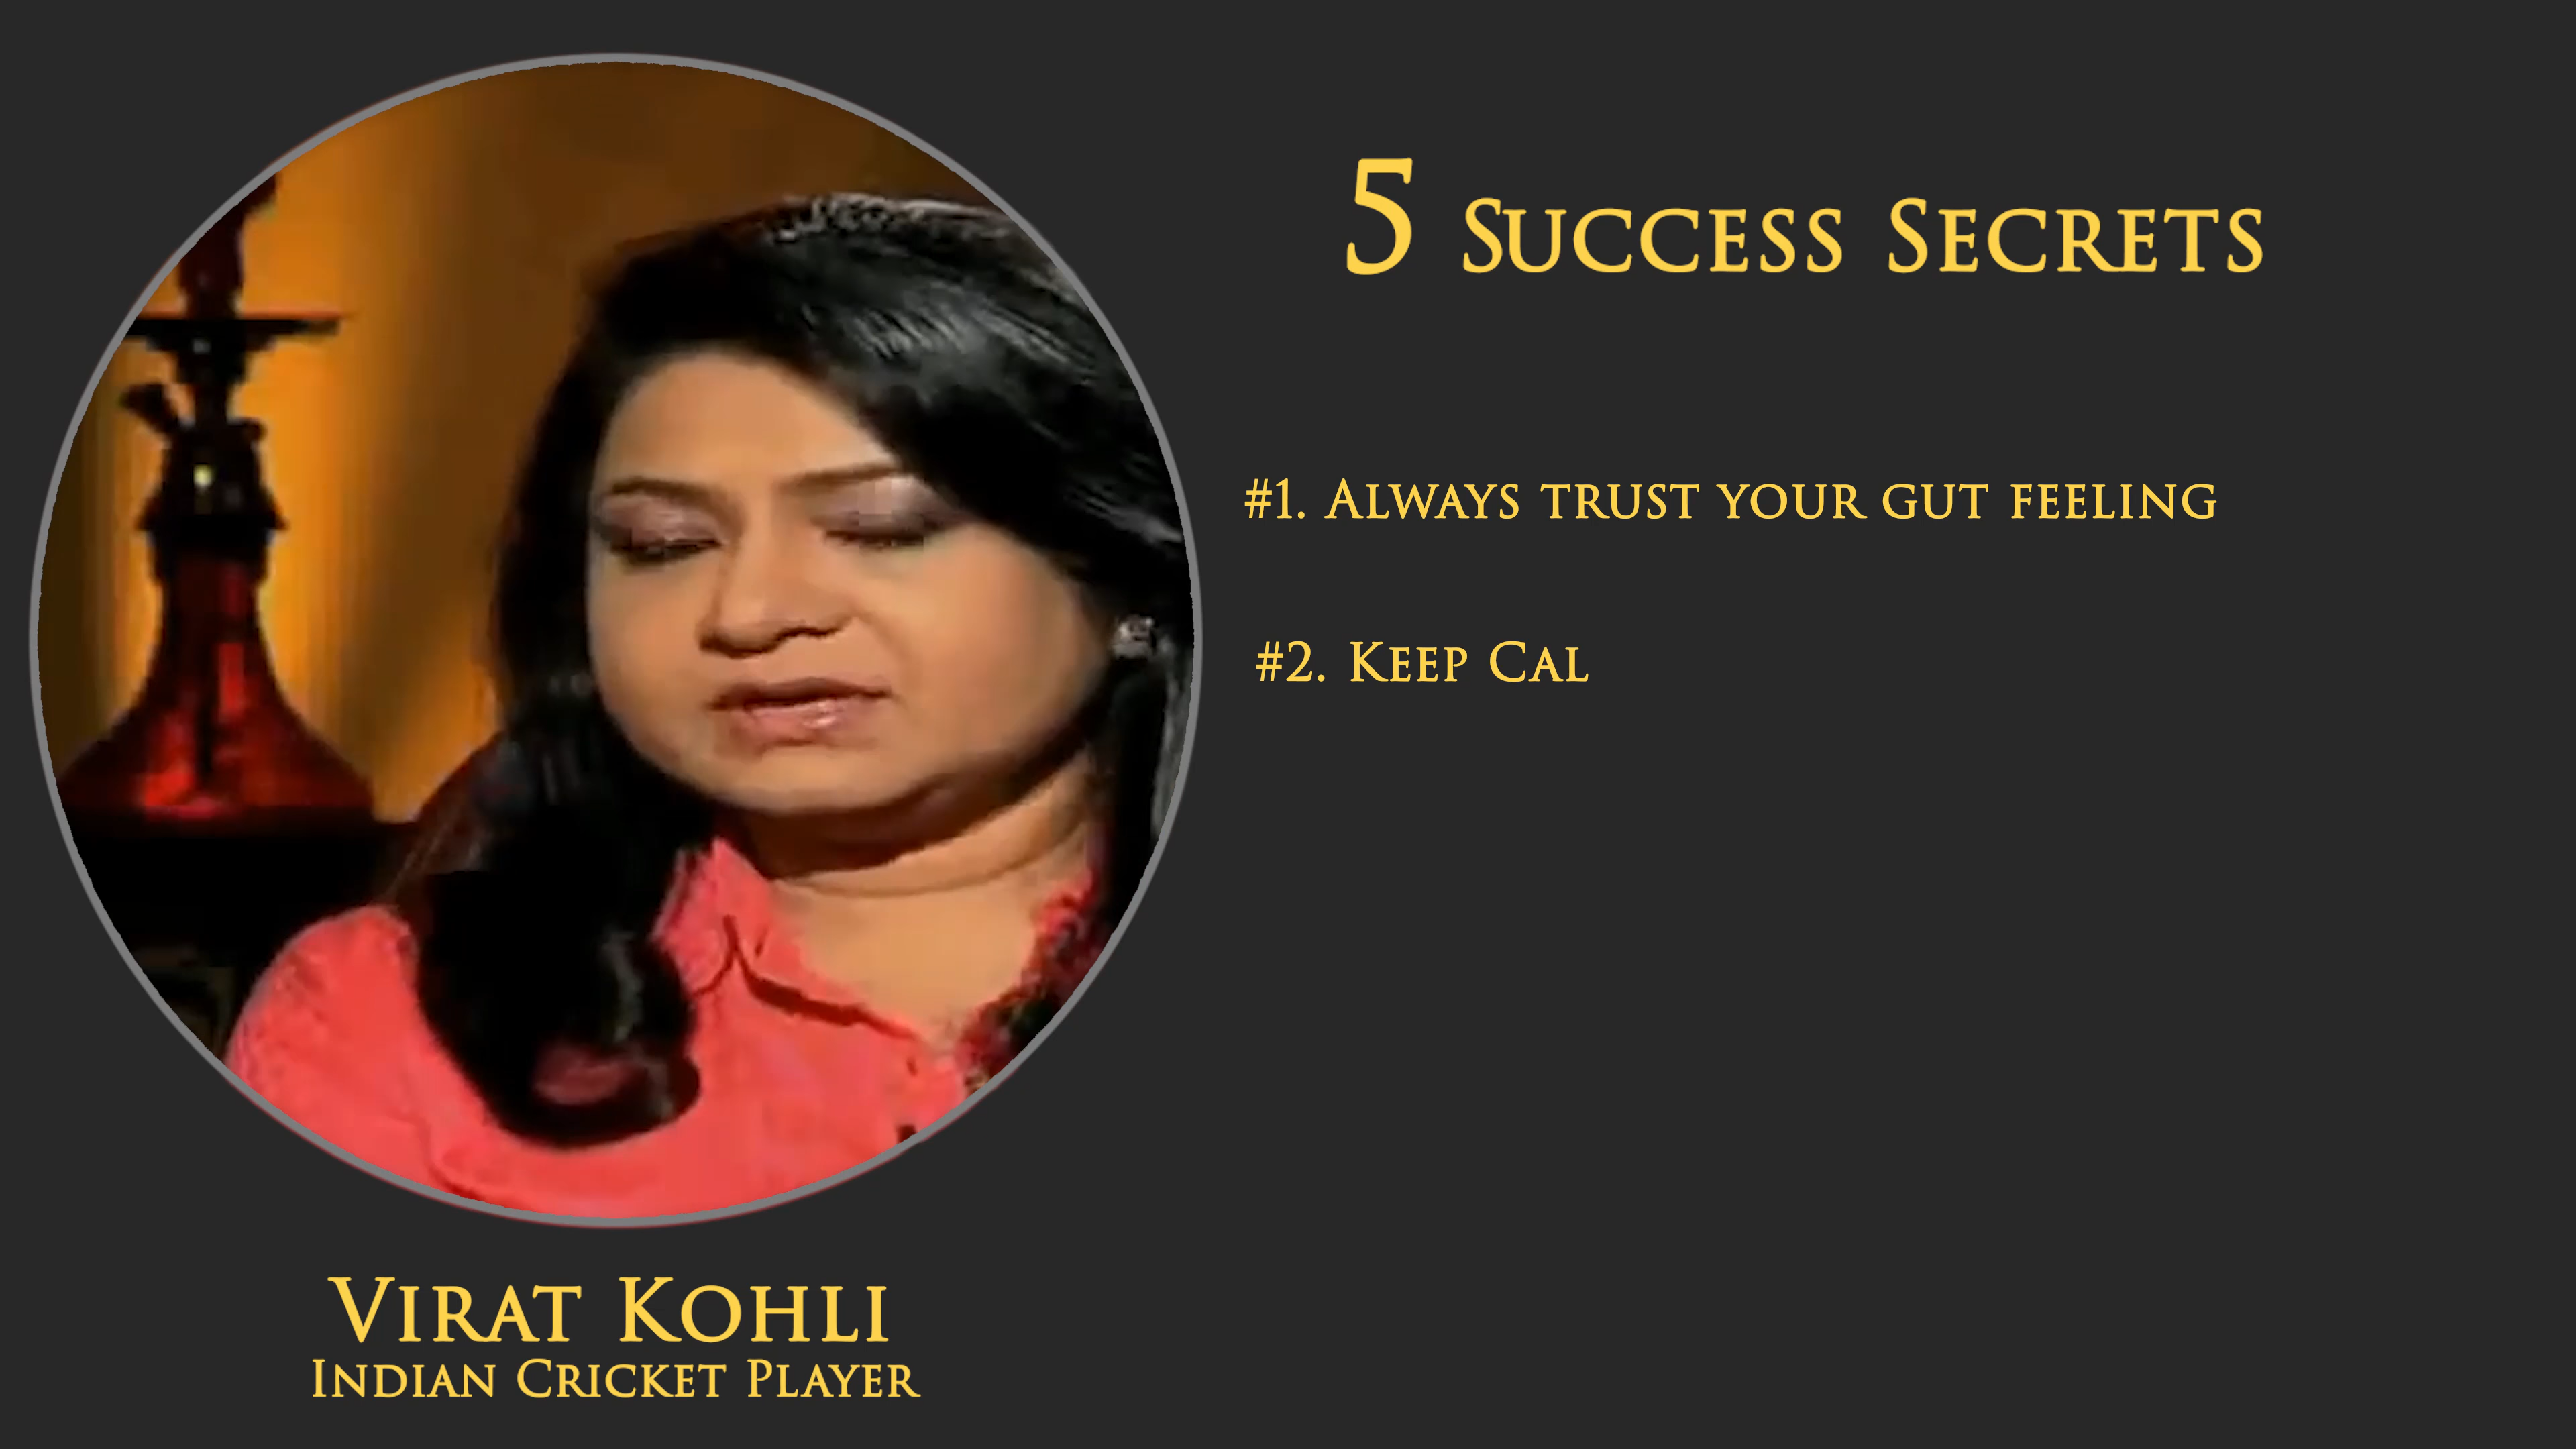 5 Success Secrets
#1. Always trust your gut feeling
#2. Keep Cal
Virat Kohli
Indian Cricket Player